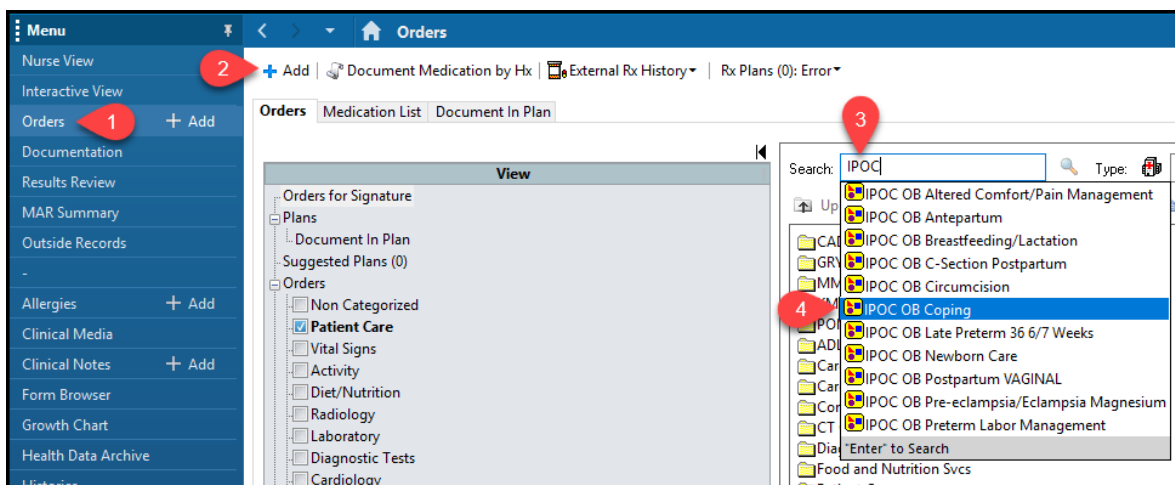 Menu
Nurse View
Interactive View
Orders 1 + Add
Documentation
Results Review
MAR Summary
Outside Records
-
Allergies + Add
Clinical Media
Clinical Notes + Add
Form Browser
Growth Chart
Health Data Archive
Histories
Orders
2 + Add Document Medication by Hx External Rx History Rx Plans (0): Error
Orders Medication List Document In Plan
View
Orders for Signature
Plans
Document In Plan
Suggested Plans (0)
Orders
Non Categorized
Patient Care
Vital Signs
Activity
Diet/Nutrition
Radiology
Laboratory
Diagnostic Tests
Cardiology
3
Search: IPOC Type:
Up
IPOC OB Altered Comfort/Pain Management
IPOC OB Antepartum
IPOC OB Breastfeeding/Lactation
IPOC OB C-Section Postpartum
IPOC OB Circumcision
4 IPOC OB Coping
IPOC OB Late Preterm 36 6/7 Weeks
IPOC OB Newborn Care
IPOC OB Postpartum VAGINAL
IPOC OB Pre-eclampsia/Eclampsia Magnesium
IPOC OB Preterm Labor Management
"Enter" to Search
Food and Nutrition Svcs